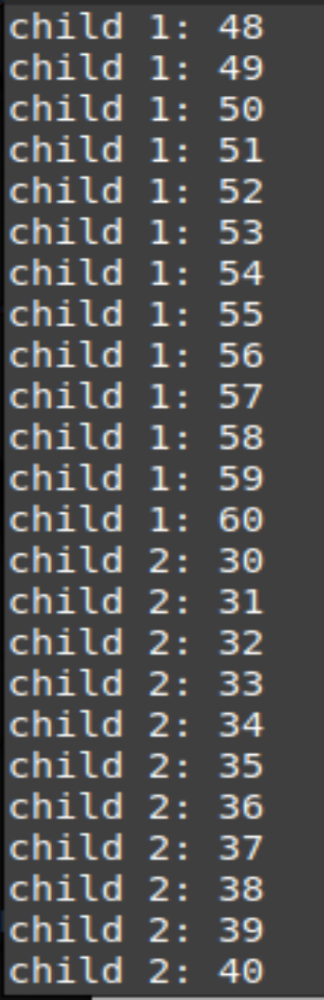 child 1: 48
child 1: 49
child 1: 50
child 1: 51
child 1: 52
child 1: 53
child 1: 54
child 1: 55
child 1: 56
child 1: 57
child 1: 58
child 1: 59
child 1: 60
child 2: 30
child 2: 31
child 2: 32
child 2: 33
child 2: 34
child 2: 35
child 2: 36
child 2: 37
child 2: 38
child 2: 39
child 2: 40